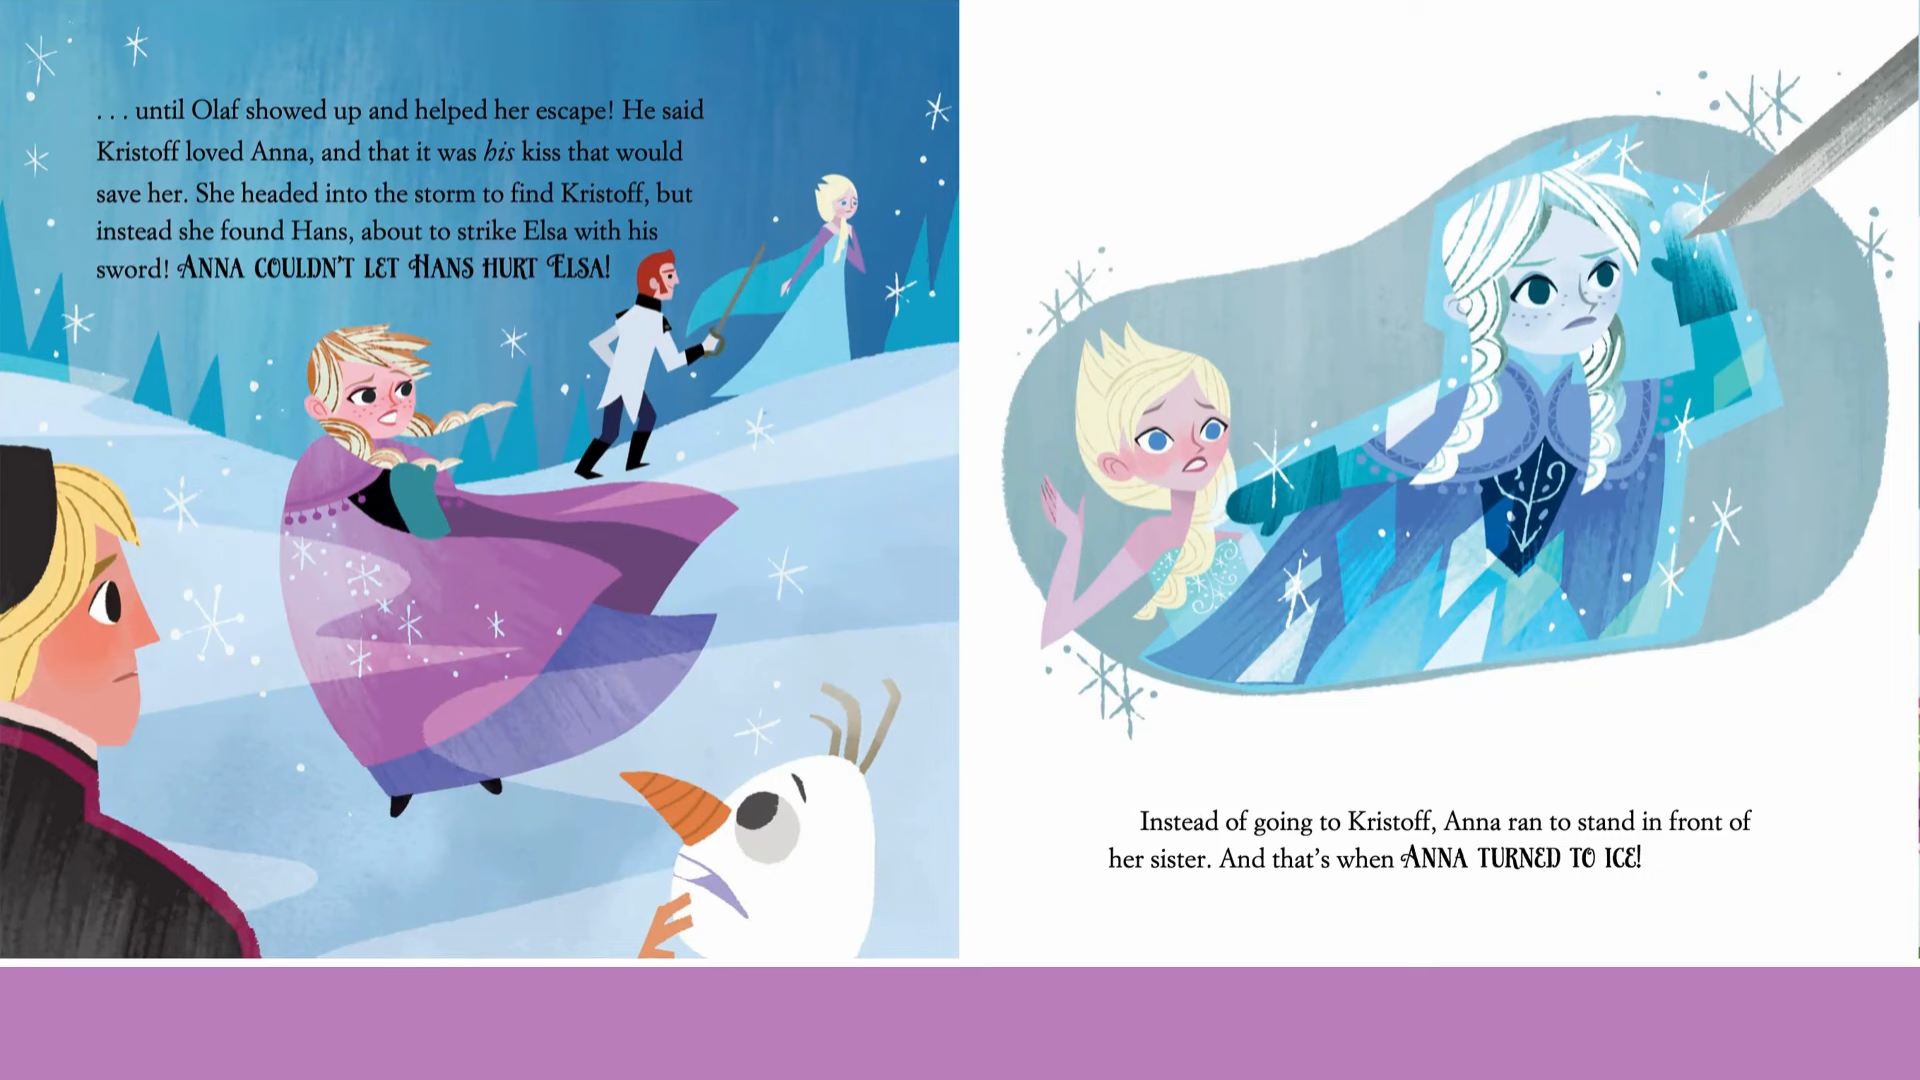 . . . until Olaf showed up and helped her escape! He said
Kristoff loved Anna, and that it was his kiss that would
save her. She headed into the storm to find Kristoff, but
instead she found Hans, about to strike Elsa with his
sword! ANNA COULDN’T LET HANS HURT ELSA!
Instead of going to Kristoff, Anna ran to stand in front of
her sister. And that’s when ANNA TURNED TO ICE!